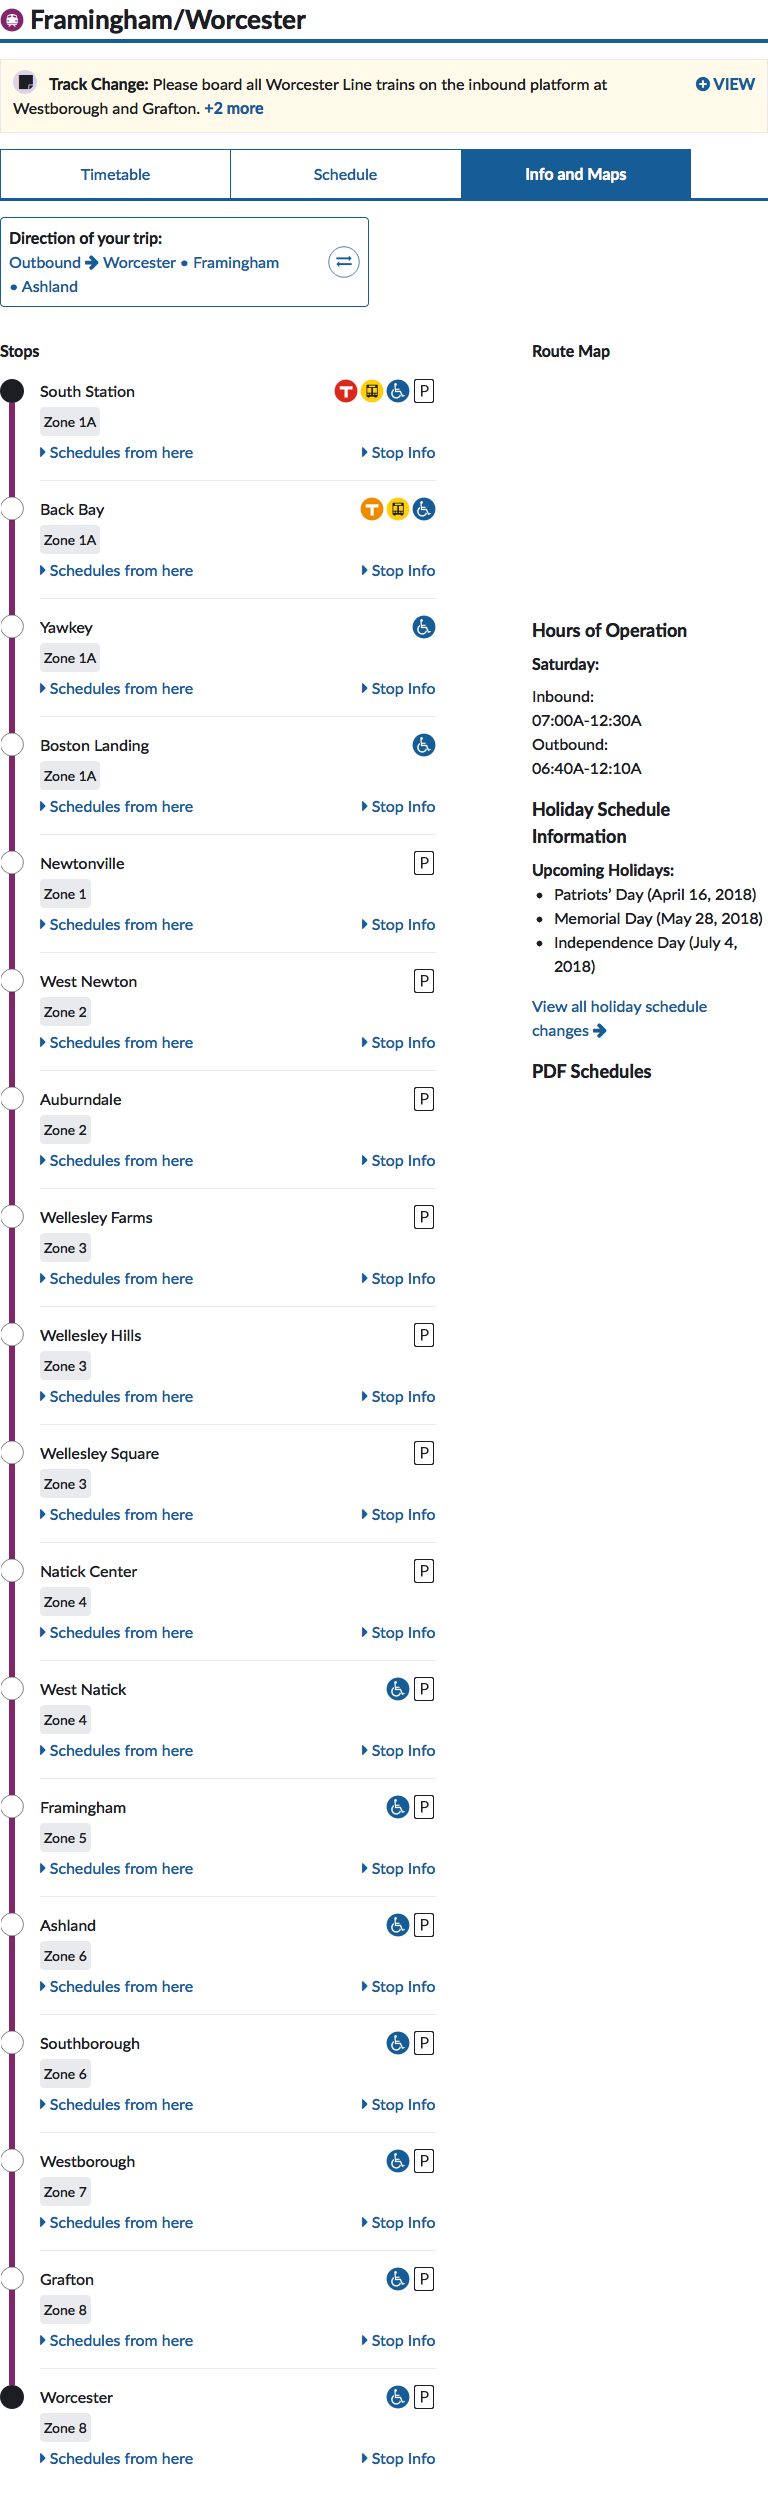 Framingham/Worcester
Track Change: Please board all Worcester Line trains on the inbound platform at
Westborough and Grafton. +2 more
VIEW
Timetable
Schedule
Info and Maps
Direction of your trip:
Outbound Worcester • Framingham
• Ashland
Stops
South Station
T
P
Zone 1A
Schedules from here
Stop Info
Back Bay
T
Zone 1A
Schedules from here
Stop Info
Yawkey
Zone 1A
Schedules from here
Stop Info
Boston Landing
Zone 1A
Schedules from here
Stop Info
Newtonville
P
Zone 1
Schedules from here
Stop Info
West Newton
P
Zone 2
Schedules from here
Stop Info
Auburndale
P
Zone 2
Schedules from here
Stop Info
Wellesley Farms
P
Zone 3
Schedules from here
Stop Info
Wellesley Hills
P
Zone 3
Schedules from here
Stop Info
Wellesley Square
P
Zone 3
Schedules from here
Stop Info
Natick Center
P
Zone 4
Schedules from here
Stop Info
West Natick
P
Zone 4
Schedules from here
Stop Info
Framingham
P
Zone 5
Schedules from here
Stop Info
Ashland
P
Zone 6
Schedules from here
Stop Info
Southborough
P
Zone 6
Schedules from here
Stop Info
Westborough
P
Zone 7
Schedules from here
Stop Info
Grafton
P
Zone 8
Schedules from here
Stop Info
Worcester
P
Zone 8
Schedules from here
Stop Info
Route Map
Hours of Operation
Saturday:
Inbound:
07:00A-12:30A
Outbound:
06:40A-12:10A
Holiday Schedule
Information
Upcoming Holidays:
• Patriots’ Day (April 16, 2018)
• Memorial Day (May 28, 2018)
• Independence Day (July 4,
2018)
View all holiday schedule
changes
PDF Schedules